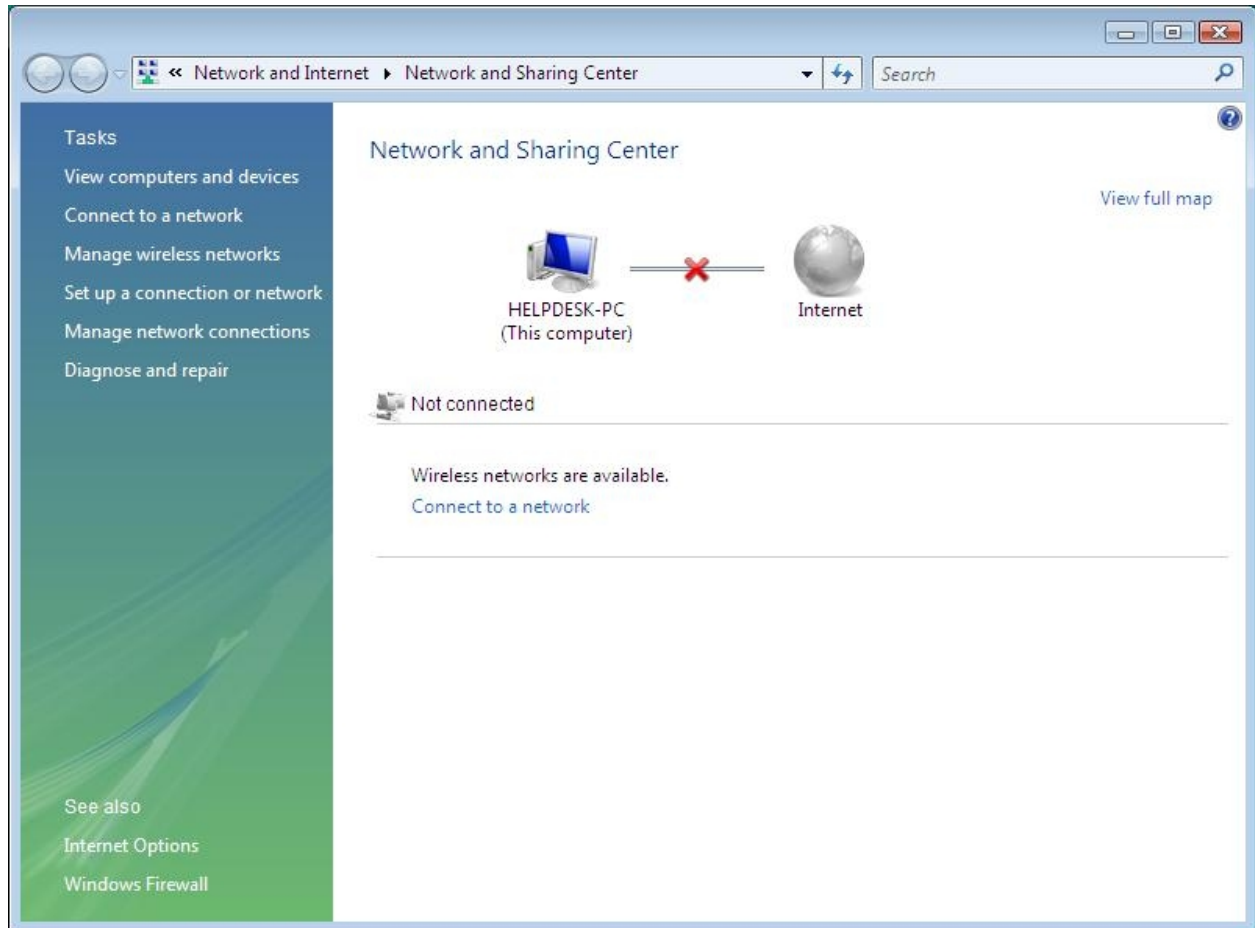 « Network and Internet ▸ Network and Sharing Center
Search
Tasks
View computers and devices
Connect to a network
Manage wireless networks
Set up a connection or network
Manage network connections
Diagnose and repair
See also
Internet Options
Windows Firewall
Network and Sharing Center
View full map
HELPDESK-PC
(This computer)
Internet
Not connected
Wireless networks are available.
Connect to a network